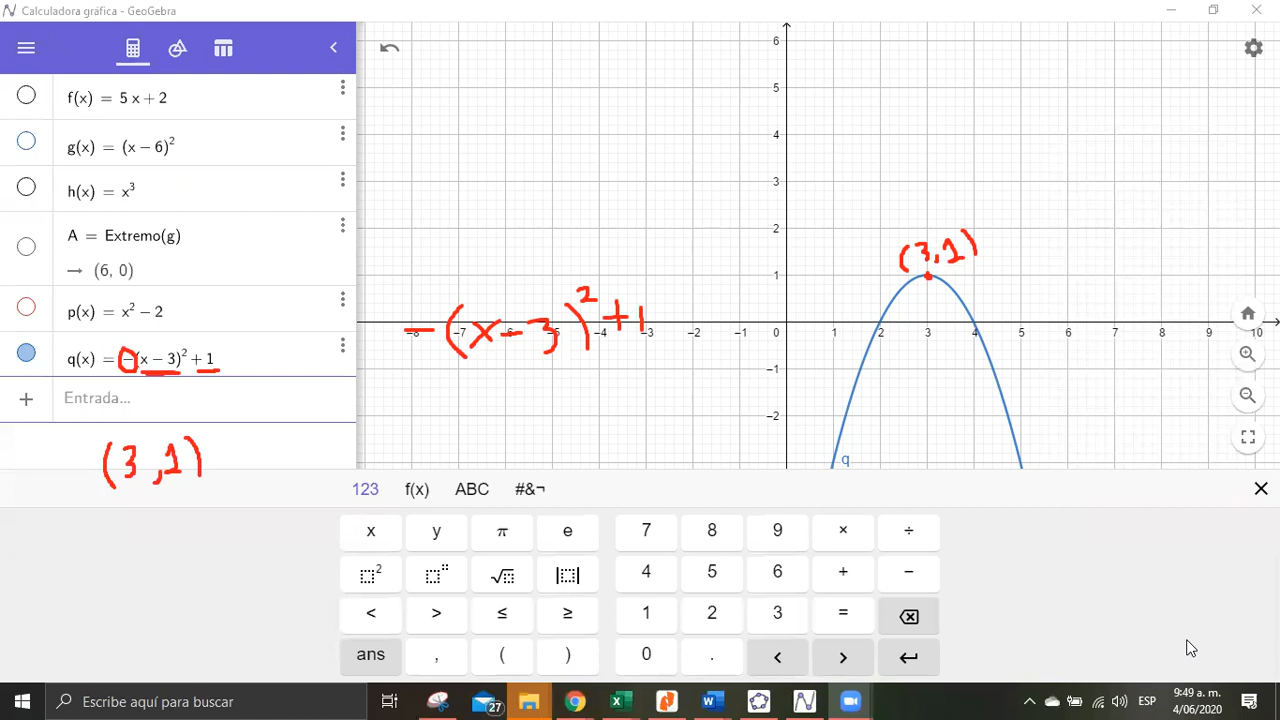 Calculadora gráfica - GeoGebra
f(x) = 5 x + 2
g(x) = (x − 6)²
h(x) = x³
A = Extremo(g)
→ (6, 0)
p(x) = x² − 2
q(x) = −(x − 3)² + 1
+ Entrada...
(3,1)
6
5
4
3
2
1
−1
−2
−8 −7 −6 −5 −4 −3 −2 −1 0 1 2 3 4 5 6 7 8 9 10
(3,1)
−(x−3)²+1
q
123 f(x) ABC #&¬
x y π e 7 8 9 × ÷
□² □^□ √□ |□| 4 5 6 + −
< > ≤ ≥ 1 2 3 =
ans , ( ) 0 . < >
Escribe aquí para buscar
27
ESP
9:49 a. m.
4/06/2020